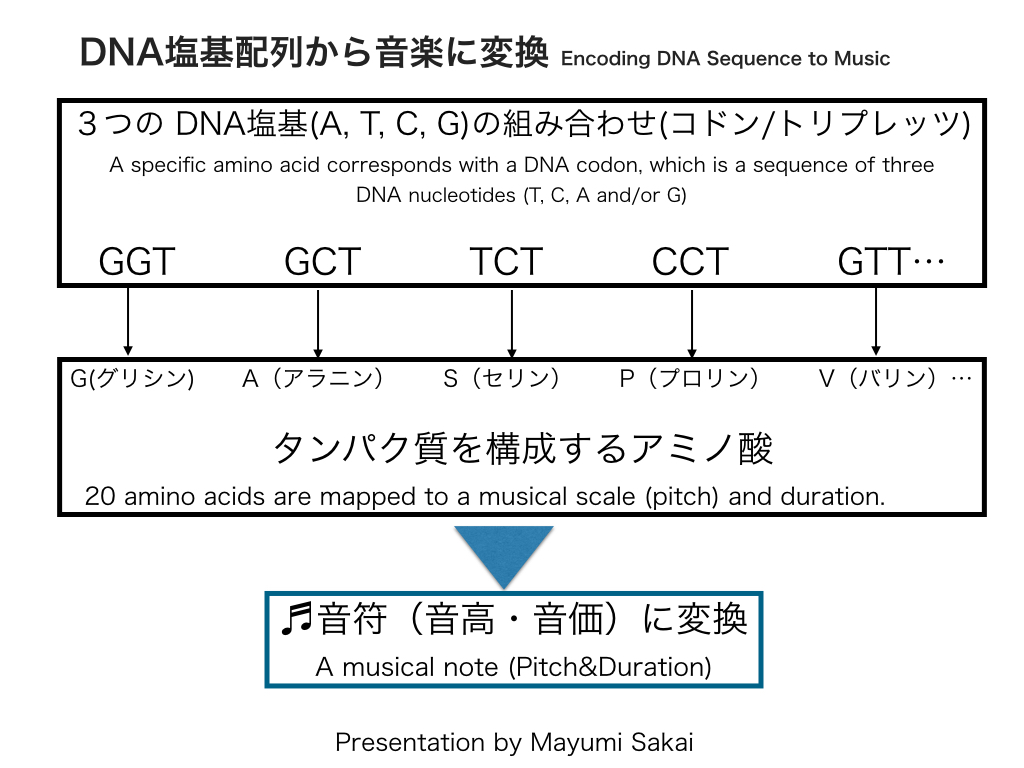 DNA塩基配列から音楽に変換 Encoding DNA Sequence to Music
３つの DNA塩基(A, T, C, G)の組み合わせ(コドン/トリプレッツ)
A specific amino acid corresponds with a DNA codon, which is a sequence of three
DNA nucleotides (T, C, A and/or G)
GGT GCT TCT CCT GTT…
G(グリシン) A（アラニン） S（セリン） P（プロリン） V（バリン）…
タンパク質を構成するアミノ酸
20 amino acids are mapped to a musical scale (pitch) and duration.
♬音符（音高・音価）に変換
A musical note (Pitch&Duration)
Presentation by Mayumi Sakai